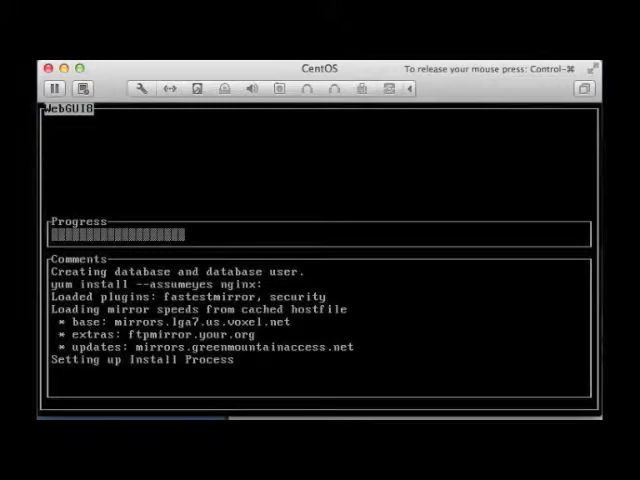 CentOS
To release your mouse press: Control-⌘
WebGUI8
Progress
Comments
Creating database and database user.
yum install --assumeyes nginx:
Loaded plugins: fastestmirror, security
Loading mirror speeds from cached hostfile
* base: mirrors.lga7.us.voxel.net
* extras: ftpmirror.your.org
* updates: mirrors.greenmountainaccess.net
Setting up Install Process